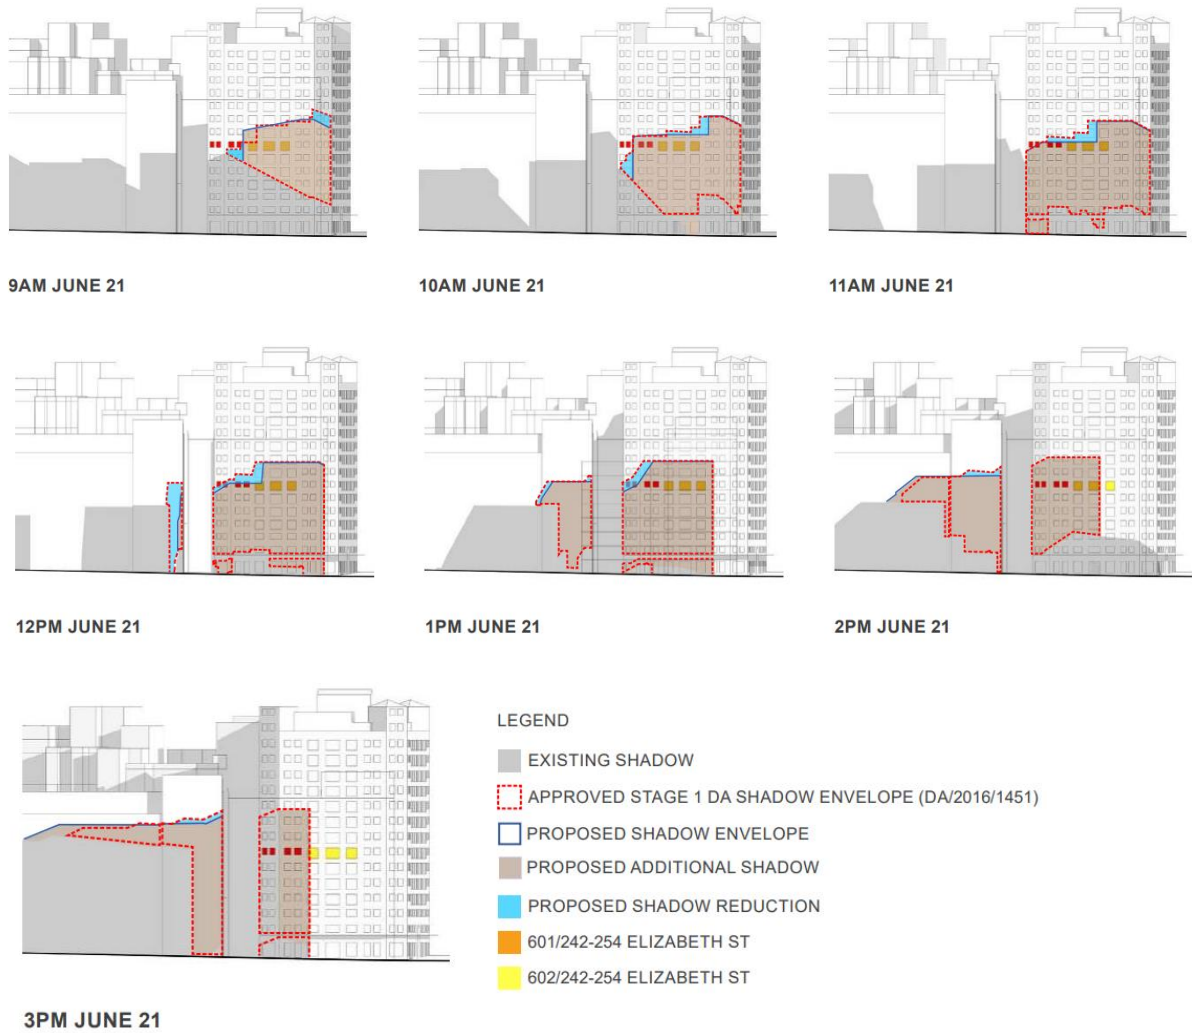 9AM JUNE 21
10AM JUNE 21
11AM JUNE 21
12PM JUNE 21
1PM JUNE 21
2PM JUNE 21
3PM JUNE 21
LEGEND
EXISTING SHADOW
APPROVED STAGE 1 DA SHADOW ENVELOPE (DA/2016/1451)
PROPOSED SHADOW ENVELOPE
PROPOSED ADDITIONAL SHADOW
PROPOSED SHADOW REDUCTION
601/242-254 ELIZABETH ST
602/242-254 ELIZABETH ST